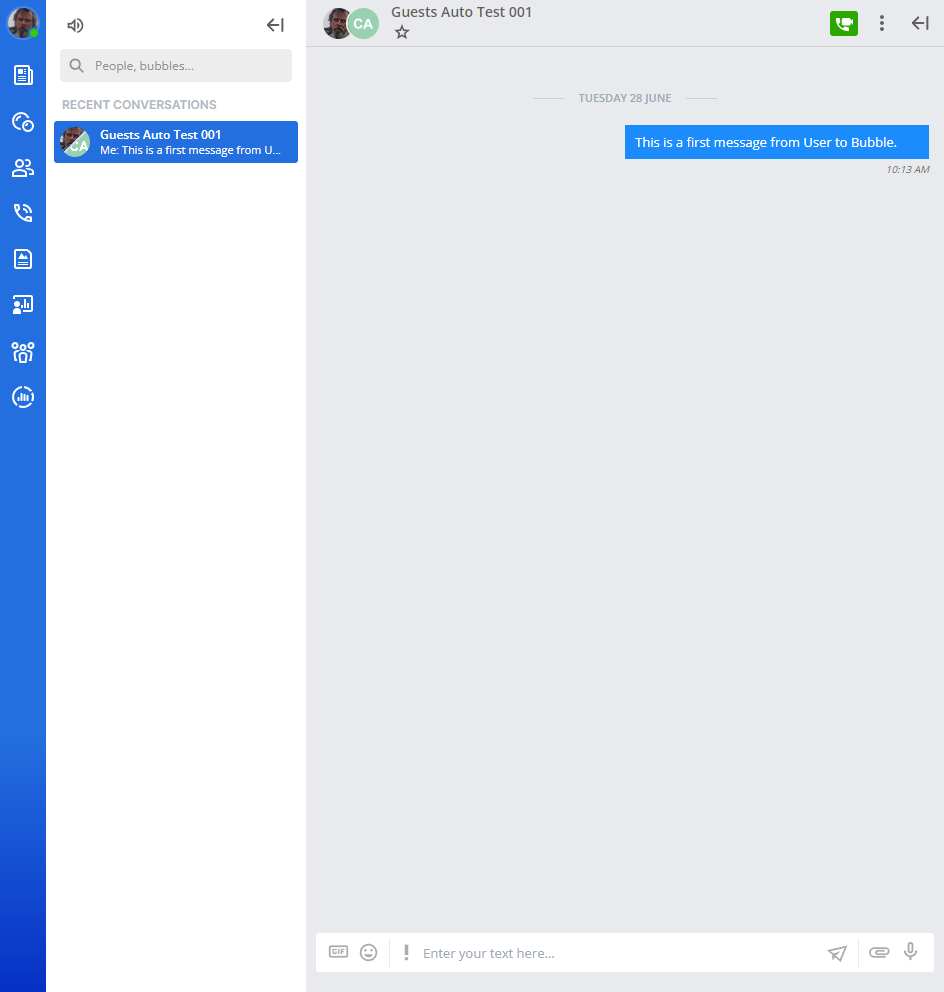 People, bubbles...
RECENT CONVERSATIONS
CA
Guests Auto Test 001
Me: This is a first message from U...
CA
Guests Auto Test 001
TUESDAY 28 JUNE
This is a first message from User to Bubble.
10:13 AM
GIF
Enter your text here...